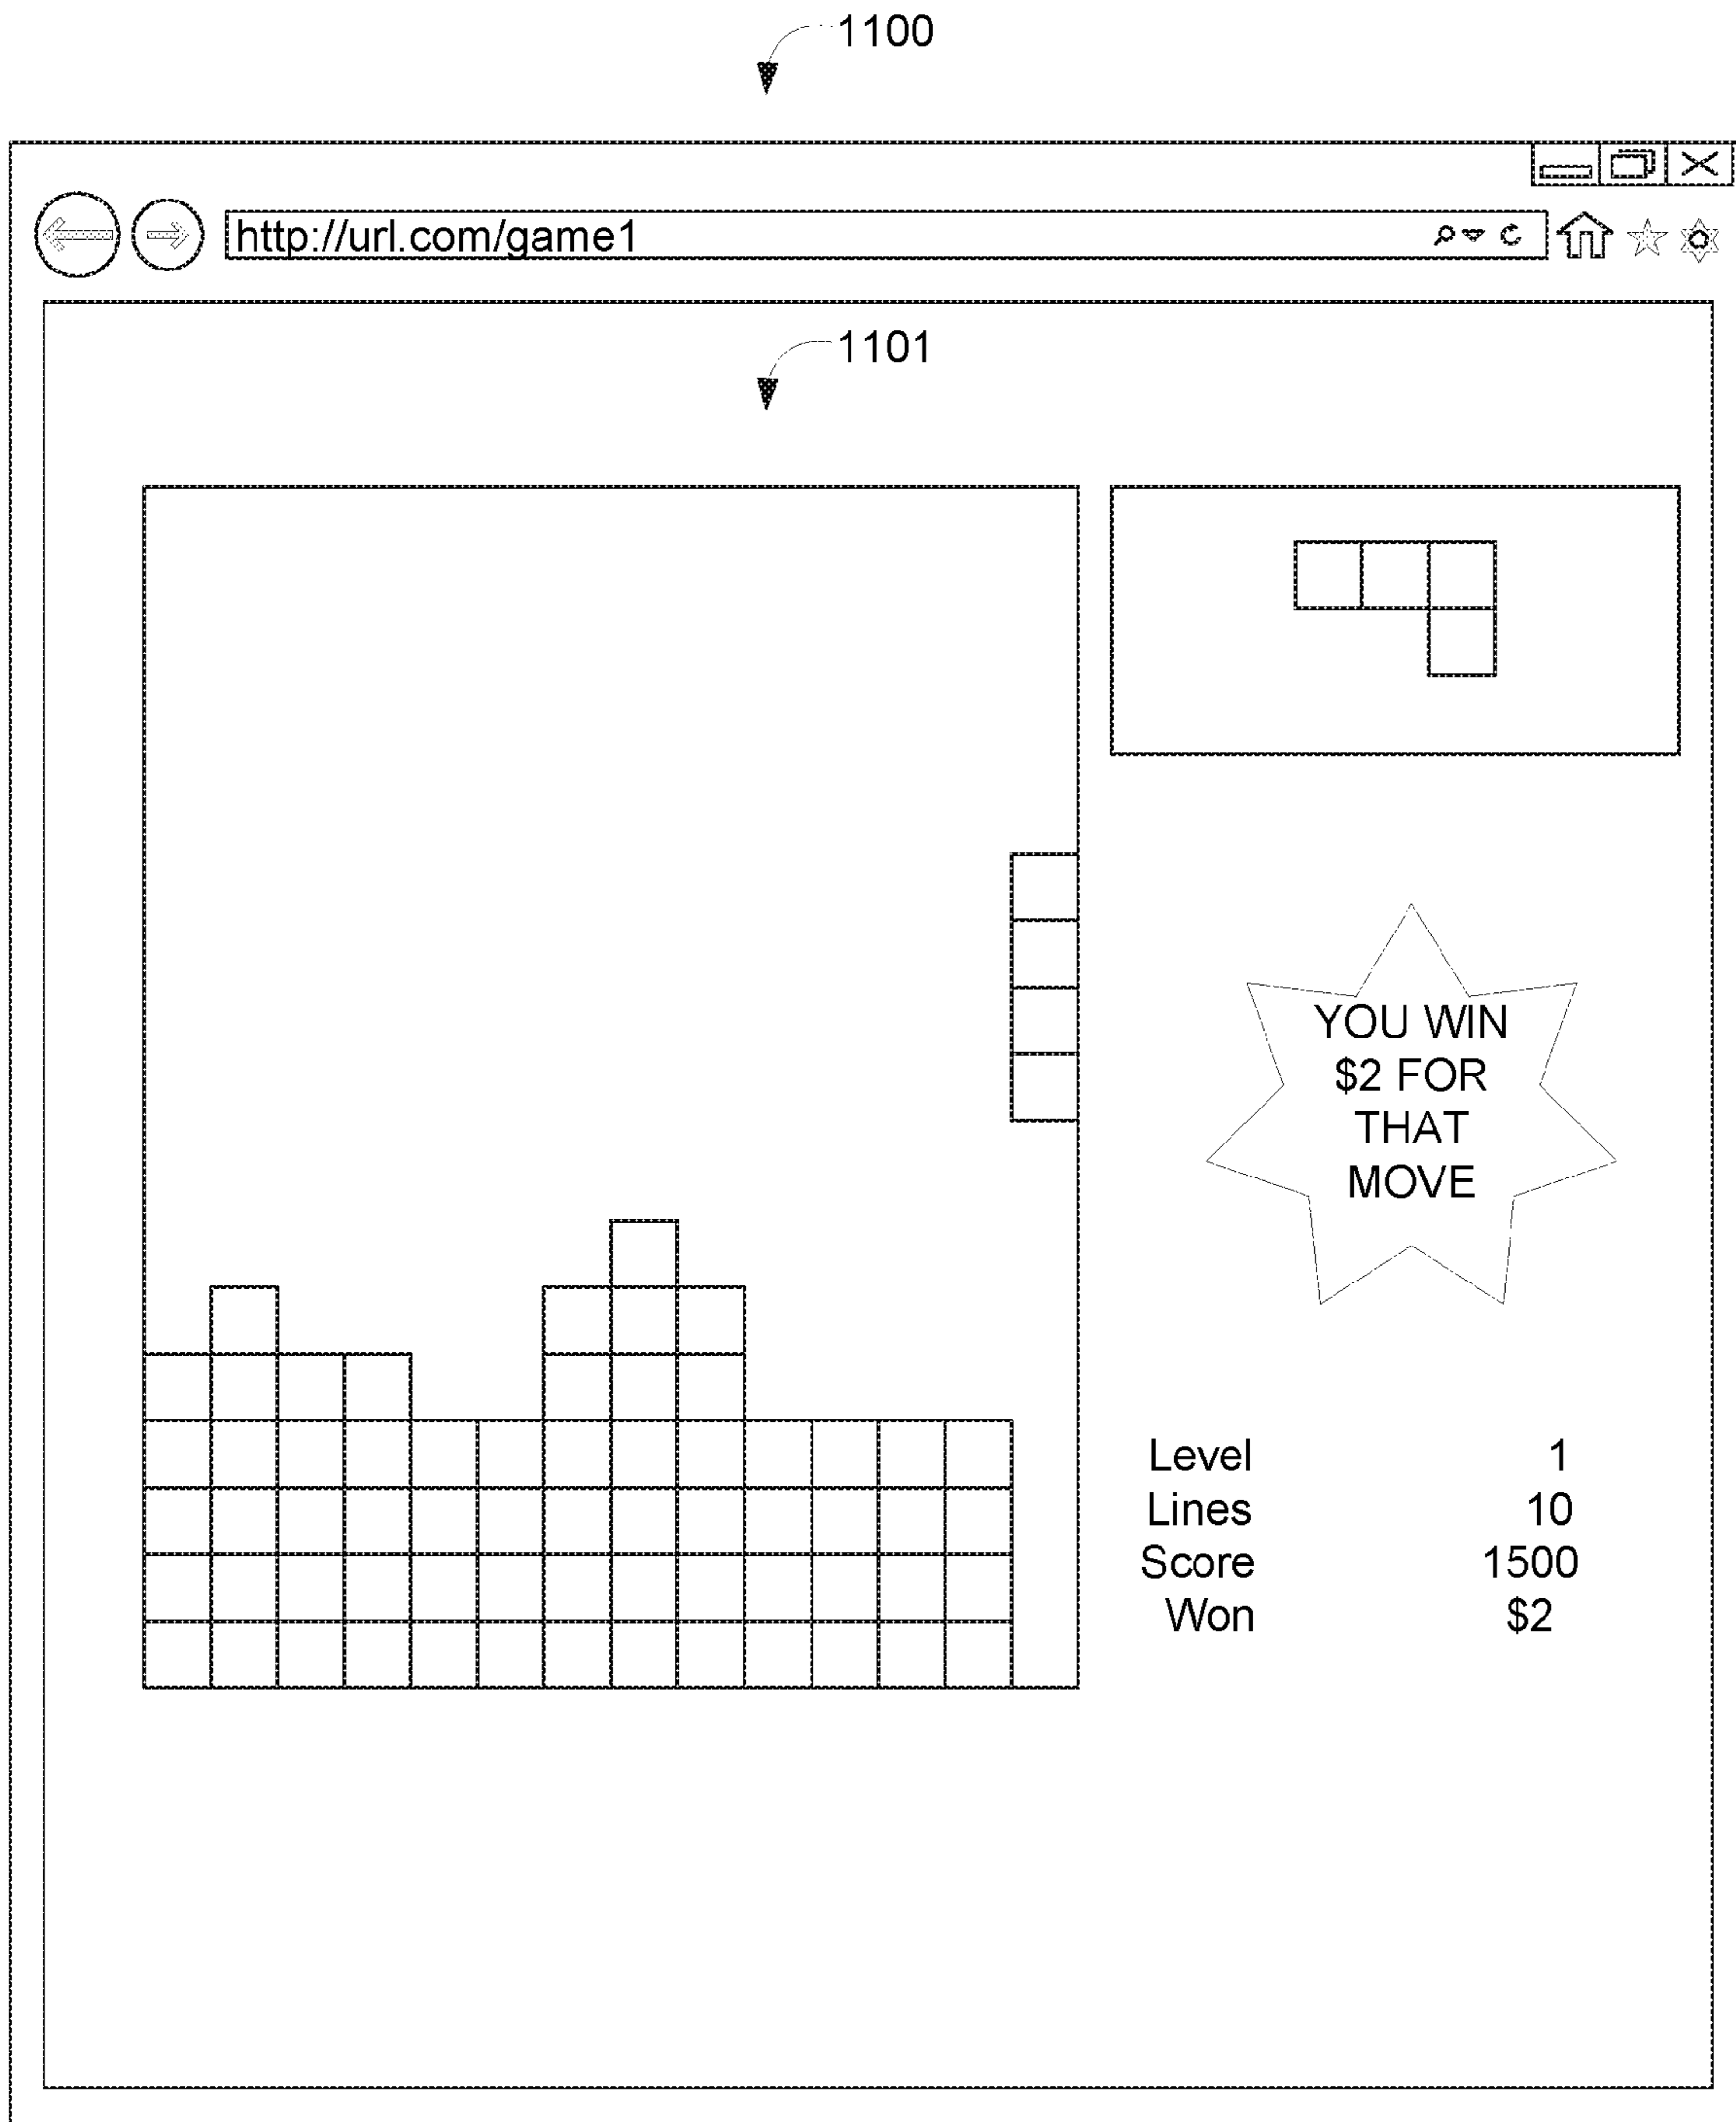 1100
http://url.com/game1
1101
YOU WIN
$2 FOR
THAT
MOVE
Level 1
Lines 10
Score 1500
Won $2